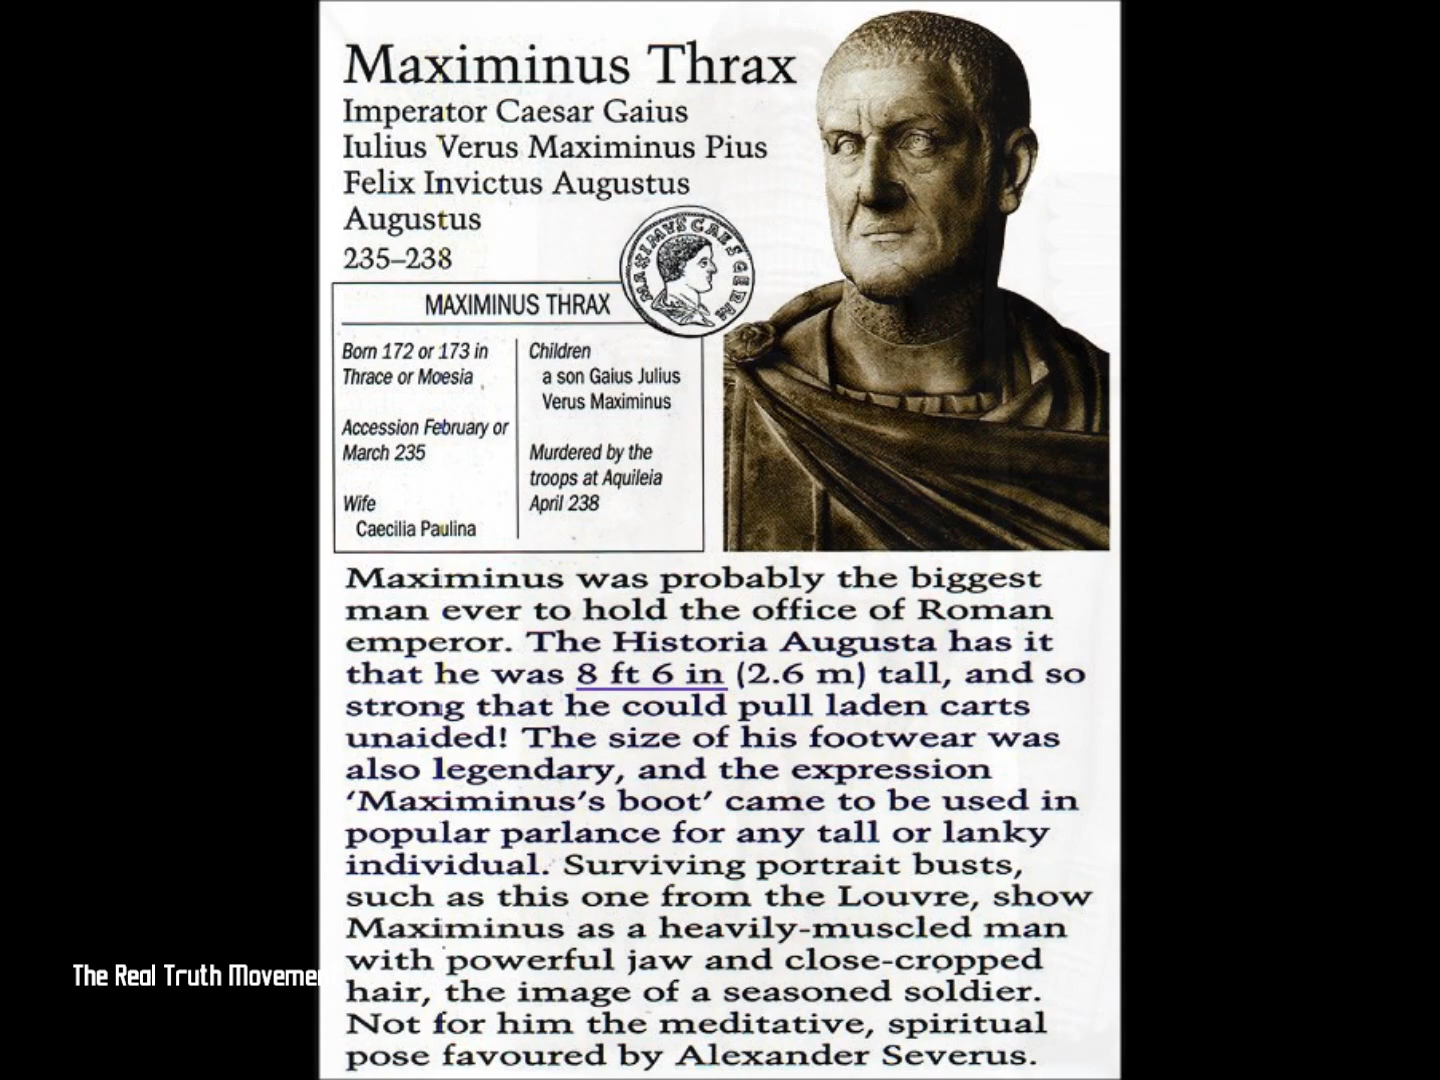 Maximinus Thrax
Imperator Caesar Gaius
Iulius Verus Maximinus Pius
Felix Invictus Augustus
Augustus
235–238
MAXIMUS CAES GERM
MAXIMINUS THRAX
Born 172 or 173 in
Thrace or Moesia
Accession February or
March 235
Wife
Caecilia Paulina
Children
a son Gaius Julius
Verus Maximinus
Murdered by the
troops at Aquileia
April 238
Maximinus was probably the biggest
man ever to hold the office of Roman
emperor. The Historia Augusta has it
that he was 8 ft 6 in (2.6 m) tall, and so
strong that he could pull laden carts
unaided! The size of his footwear was
also legendary, and the expression
‘Maximinus’s boot’ came to be used in
popular parlance for any tall or lanky
individual. Surviving portrait busts,
such as this one from the Louvre, show
Maximinus as a heavily-muscled man
with powerful jaw and close-cropped
hair, the image of a seasoned soldier.
Not for him the meditative, spiritual
pose favoured by Alexander Severus.
The Real Truth Movemen